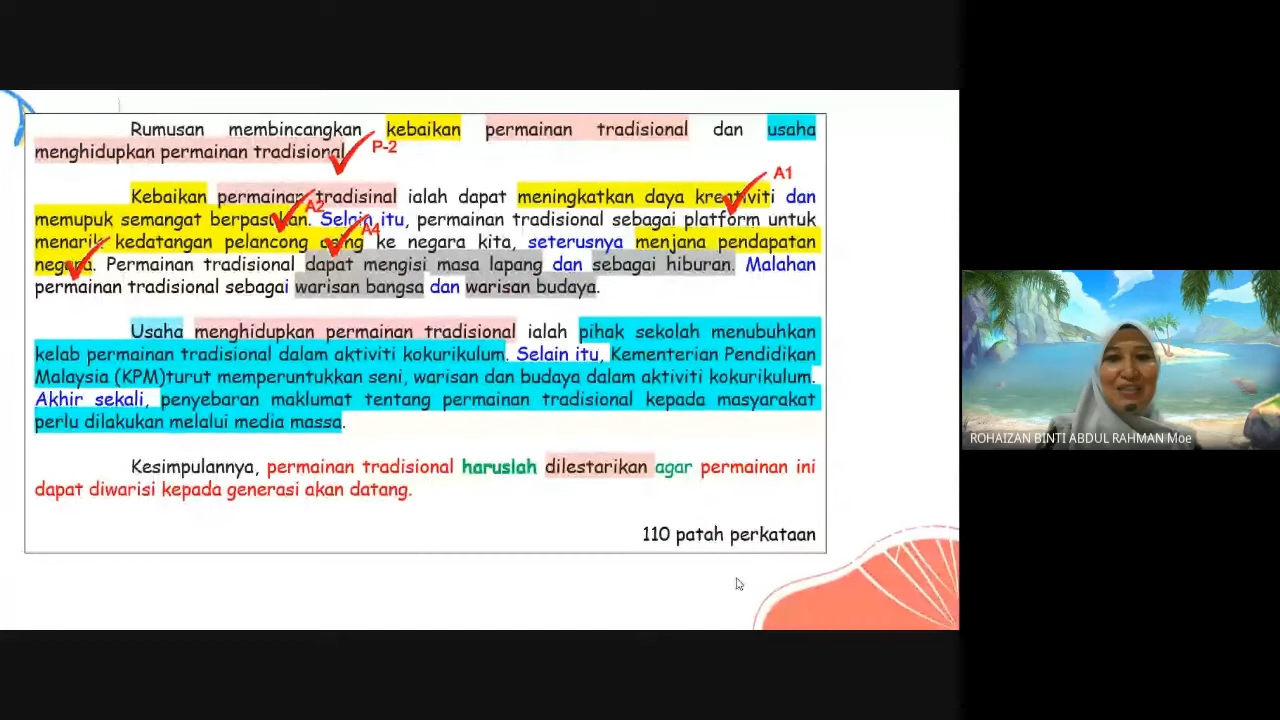 Rumusan membincangkan kebaikan permainan tradisional dan usaha
menghidupkan permainan tradisional.
P-2
A1
Kebaikan permainan tradisinal ialah dapat meningkatkan daya kreativiti dan
A2
memupuk semangat berpasukan. Selain itu, permainan tradisional sebagai platform untuk
A4
menarik kedatangan pelancong asing ke negara kita, seterusnya menjana pendapatan
negara. Permainan tradisional dapat mengisi masa lapang dan sebagai hiburan. Malahan
permainan tradisional sebagai warisan bangsa dan warisan budaya.
Usaha menghidupkan permainan tradisional ialah pihak sekolah menubuhkan
kelab permainan tradisional dalam aktiviti kokurikulum. Selain itu, Kementerian Pendidikan
Malaysia (KPM)turut memperuntukkan seni, warisan dan budaya dalam aktiviti kokurikulum.
Akhir sekali, penyebaran maklumat tentang permainan tradisional kepada masyarakat
perlu dilakukan melalui media massa.
Kesimpulannya, permainan tradisional haruslah dilestarikan agar permainan ini
dapat diwarisi kepada generasi akan datang.
110 patah perkataan
ROHAIZAN BINTI ABDUL RAHMAN Moe